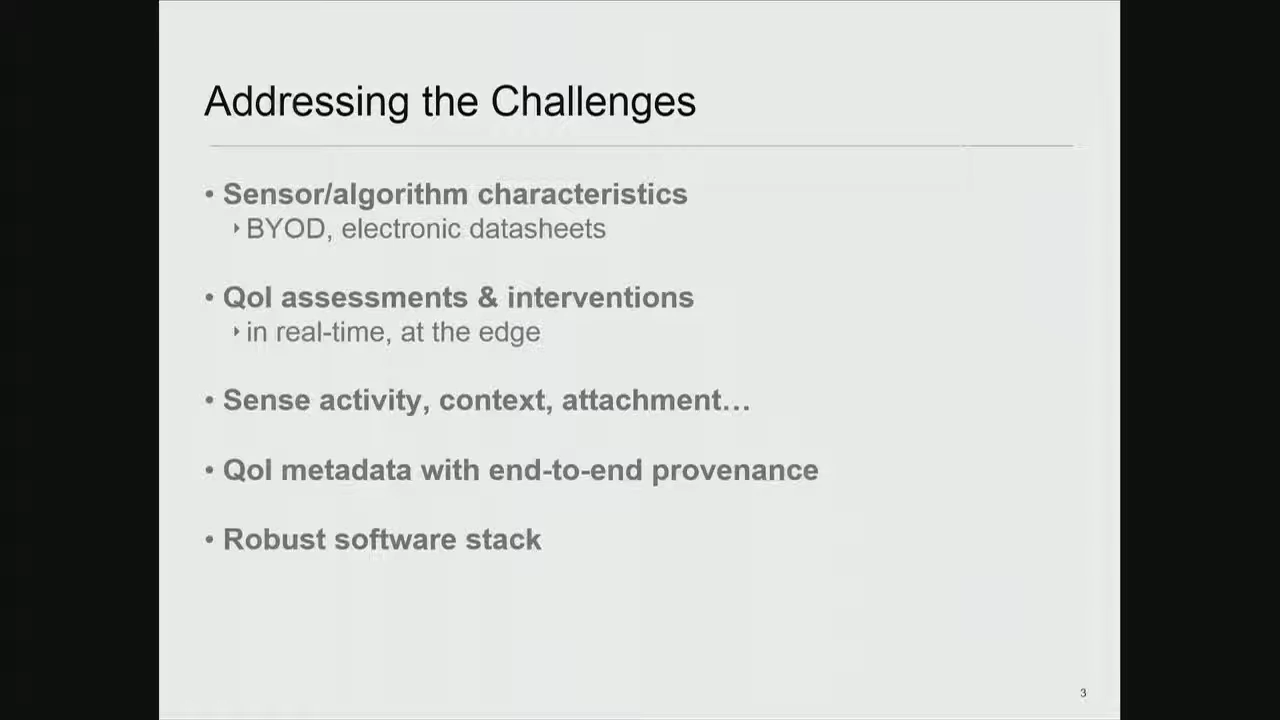 Addressing the Challenges
• Sensor/algorithm characteristics
‣ BYOD, electronic datasheets
• QoI assessments & interventions
‣ in real-time, at the edge
• Sense activity, context, attachment…
• QoI metadata with end-to-end provenance
• Robust software stack
3